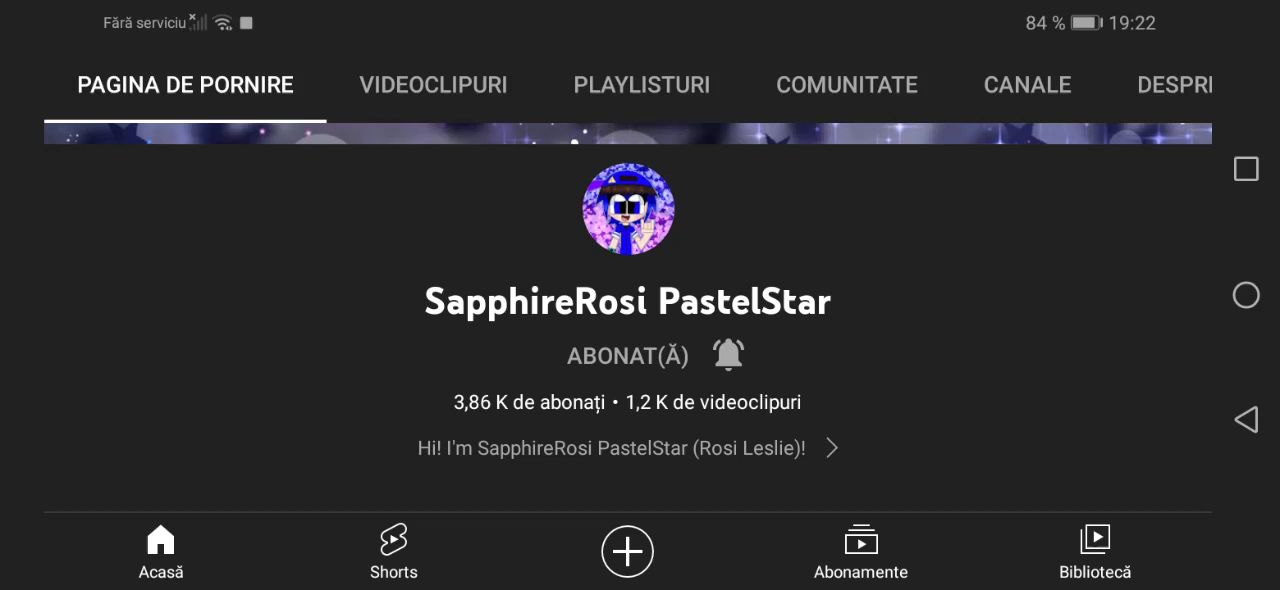 Fără serviciu 84 % 19:22
PAGINA DE PORNIRE VIDEOCLIPURI PLAYLISTURI COMUNITATE CANALE DESPRI
SapphireRosi PastelStar
ABONAT(Ă)
3,86 K de abonați • 1,2 K de videoclipuri
Hi! I'm SapphireRosi PastelStar (Rosi Leslie)!
Acasă Shorts Abonamente Bibliotecă